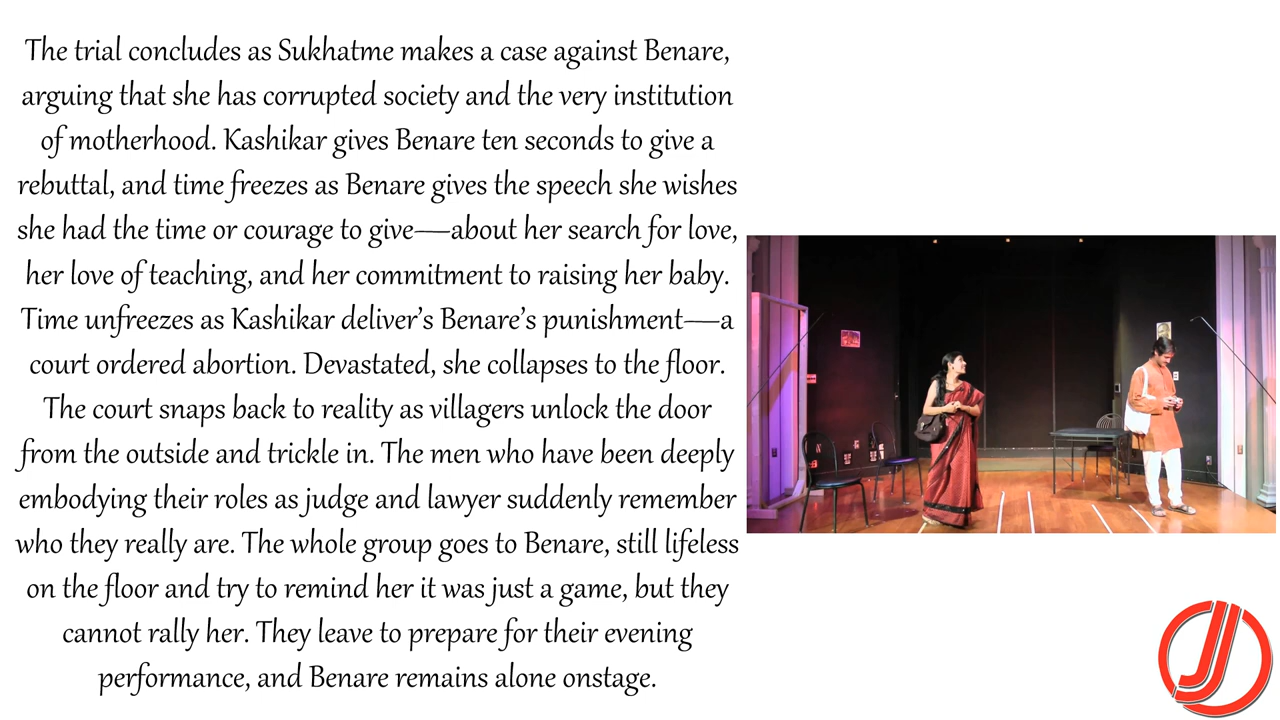 The trial concludes as Sukhatme makes a case against Benare,
arguing that she has corrupted society and the very institution
of motherhood. Kashikar gives Benare ten seconds to give a
rebuttal, and time freezes as Benare gives the speech she wishes
she had the time or courage to give—about her search for love,
her love of teaching, and her commitment to raising her baby.
Time unfreezes as Kashikar deliver's Benare's punishment—a
court ordered abortion. Devastated, she collapses to the floor.
The court snaps back to reality as villagers unlock the door
from the outside and trickle in. The men who have been deeply
embodying their roles as judge and lawyer suddenly remember
who they really are. The whole group goes to Benare, still lifeless
on the floor and try to remind her it was just a game, but they
cannot rally her. They leave to prepare for their evening
performance, and Benare remains alone onstage.